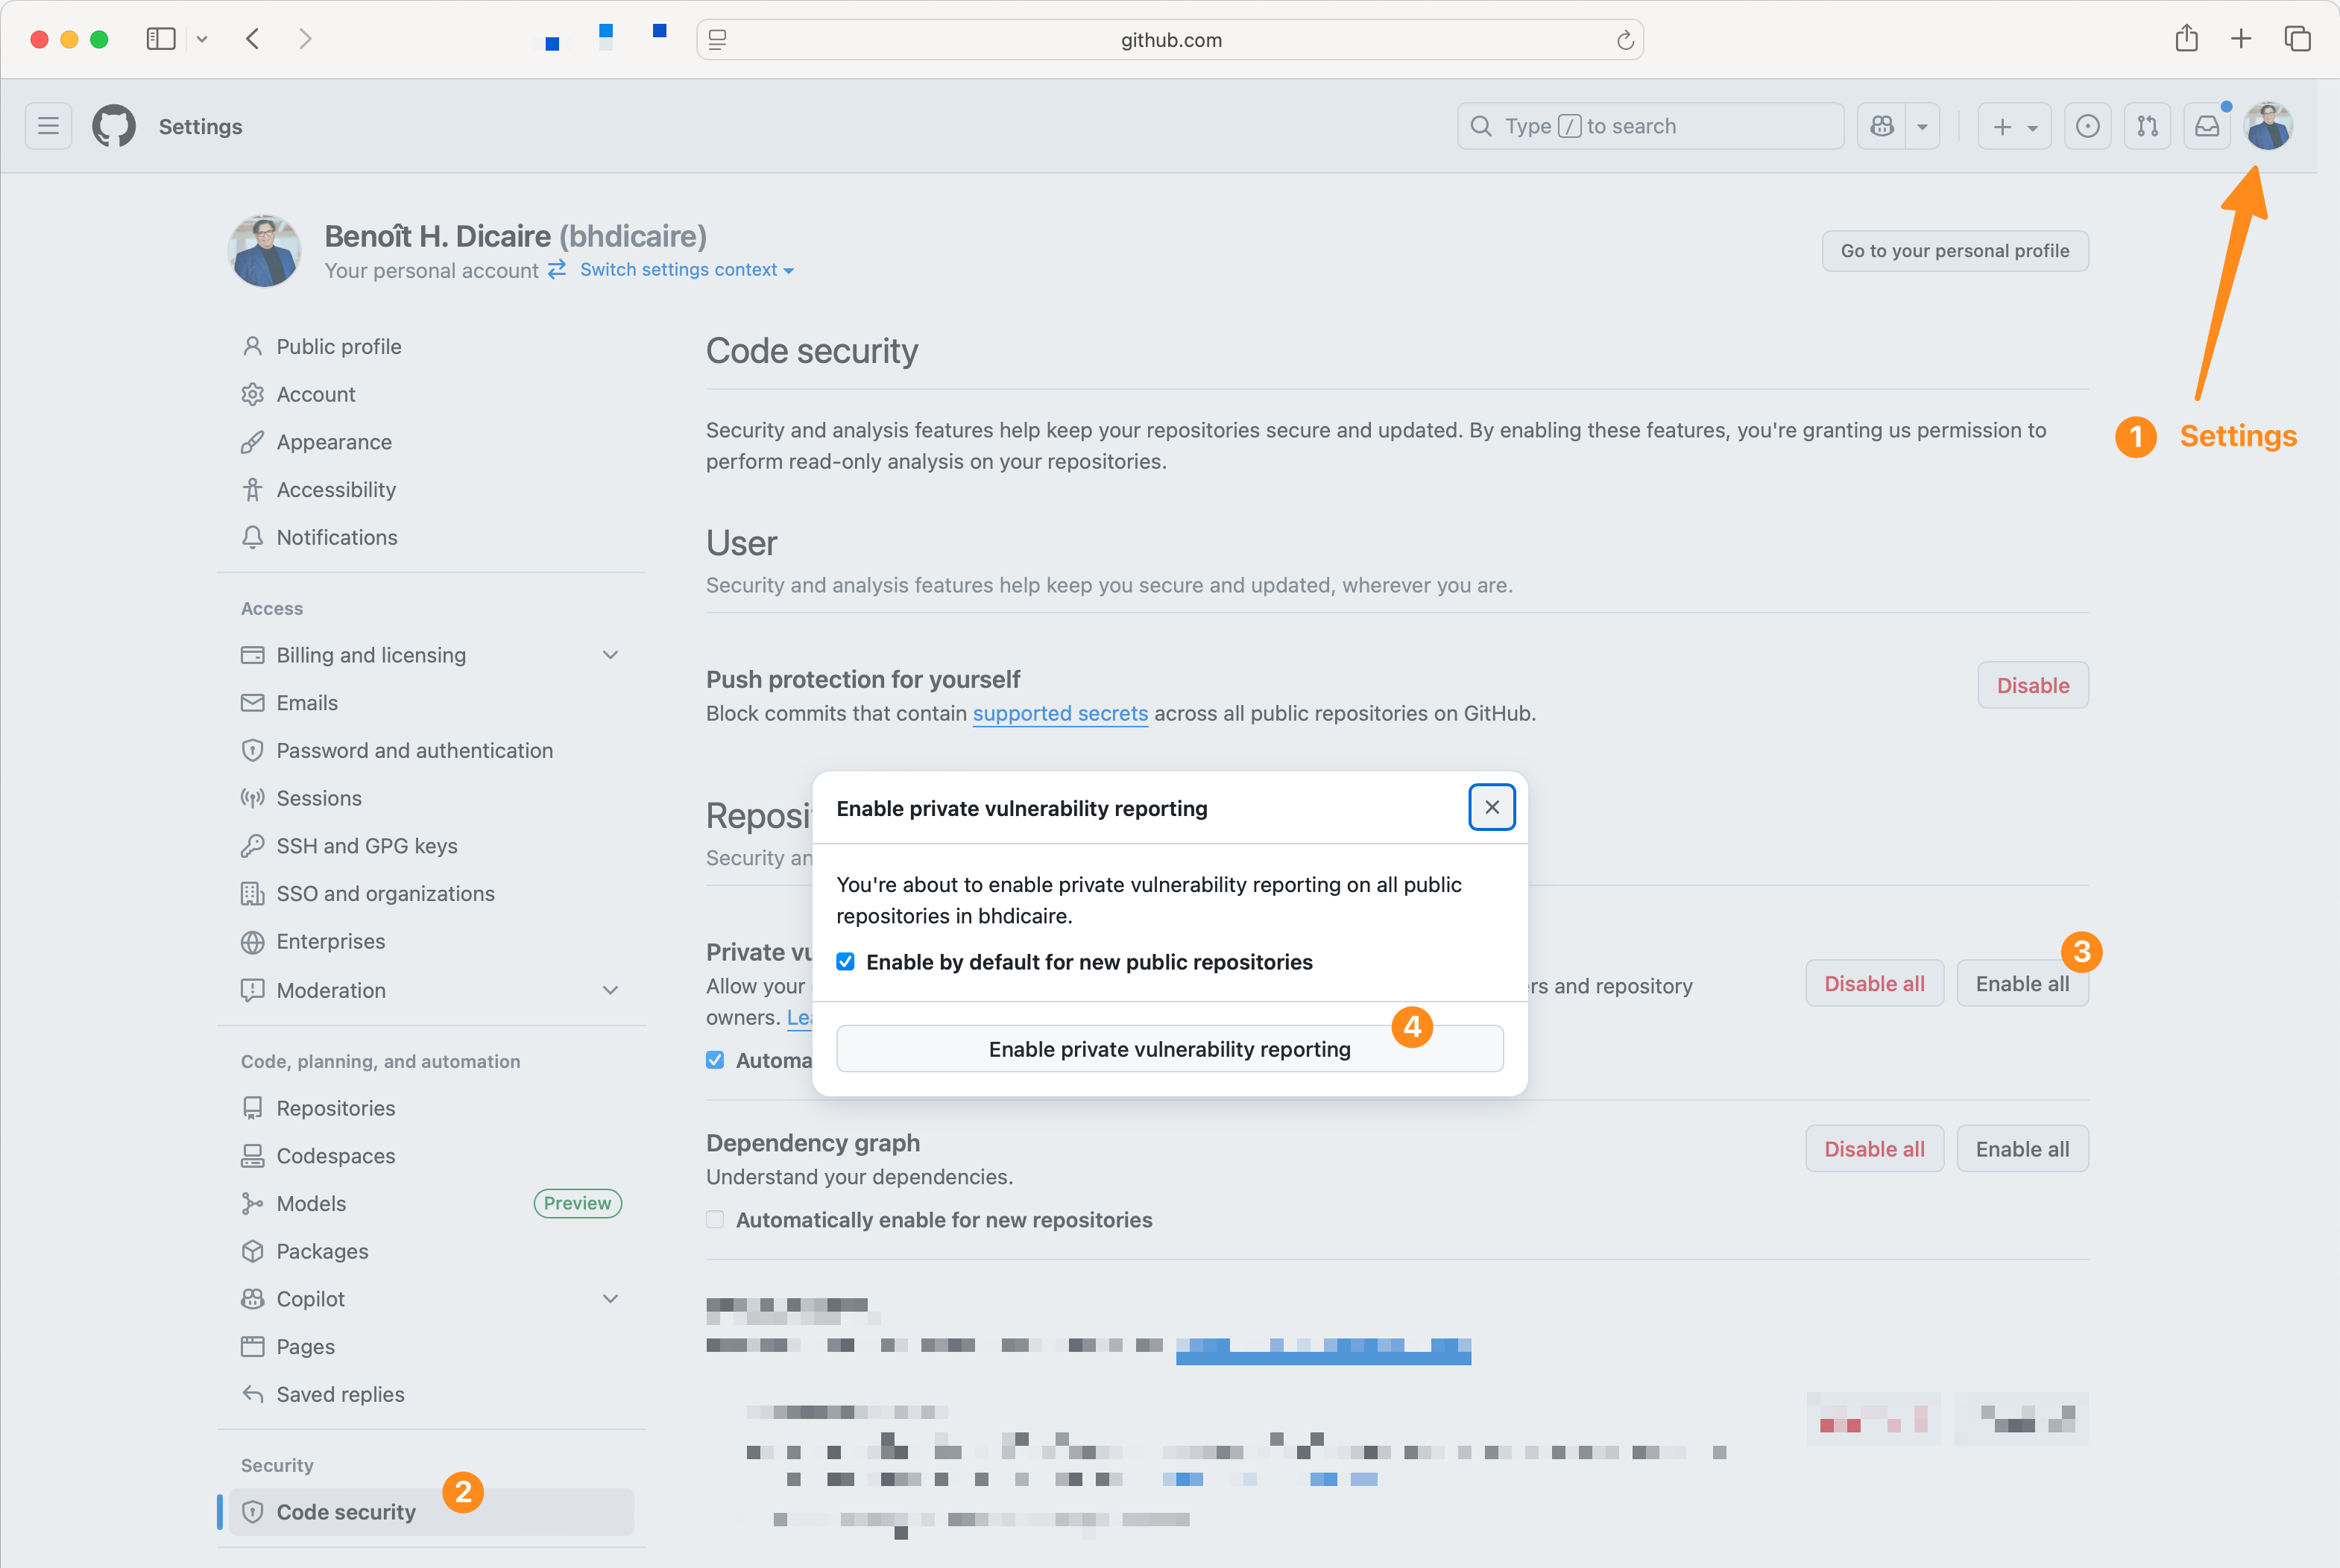 github.com
Settings
Type / to search
Benoît H. Dicaire (bhdicaire)
Your personal account Switch settings context
Go to your personal profile
1 Settings
Public profile
Account
Appearance
Accessibility
Notifications
Access
Billing and licensing
Emails
Password and authentication
Sessions
SSH and GPG keys
SSO and organizations
Enterprises
Moderation
Code, planning, and automation
Repositories
Codespaces
Models Preview
Packages
Copilot
Pages
Saved replies
Security
Code security 2
Code security
Security and analysis features help keep your repositories secure and updated. By enabling these features, you're granting us permission to
perform read-only analysis on your repositories.
User
Security and analysis features help keep you secure and updated, wherever you are.
Push protection for yourself
Block commits that contain supported secrets across all public repositories on GitHub.
Disable
Enable private vulnerability reporting
You're about to enable private vulnerability reporting on all public
repositories in bhdicaire.
Enable by default for new public repositories
Enable private vulnerability reporting 4
Security
Private
Allow your and repository
owners.
Disable all Enable all 3
Dependency graph
Understand your dependencies.
Disable all Enable all
Automatically enable for new repositories